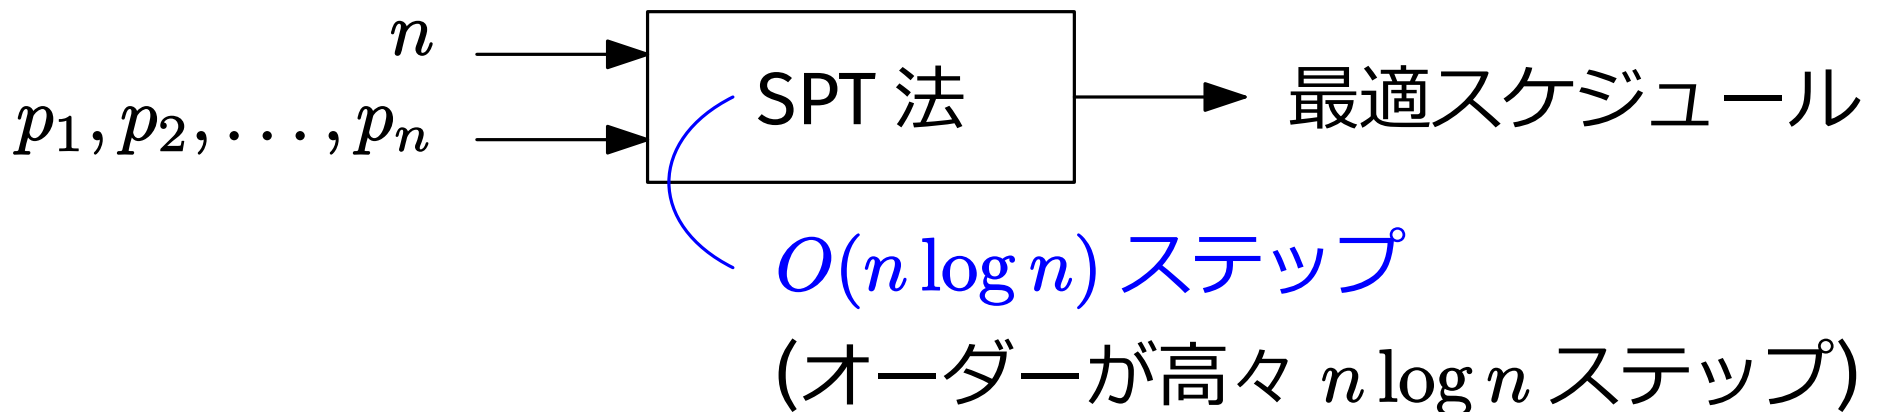 n
p₁, p₂, . . . , pₙ
SPT 法
最適スケジュール
O(n log n) ステップ
(オーダーが高々 n log n ステップ)